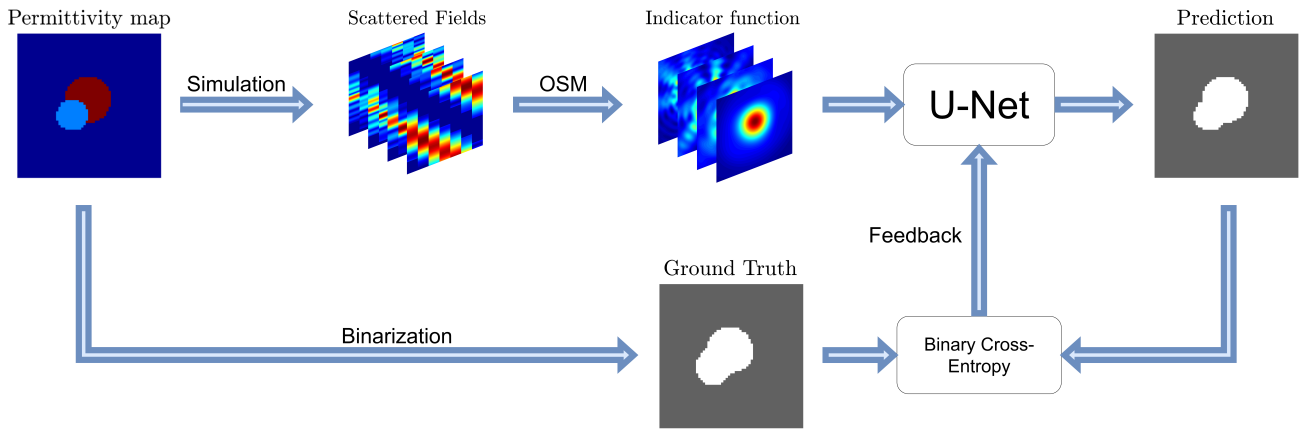 Permittivity map
Scattered Fields
Indicator function
Prediction
Simulation
OSM
U-Net
Feedback
Ground Truth
Binarization
Binary Cross-
Entropy